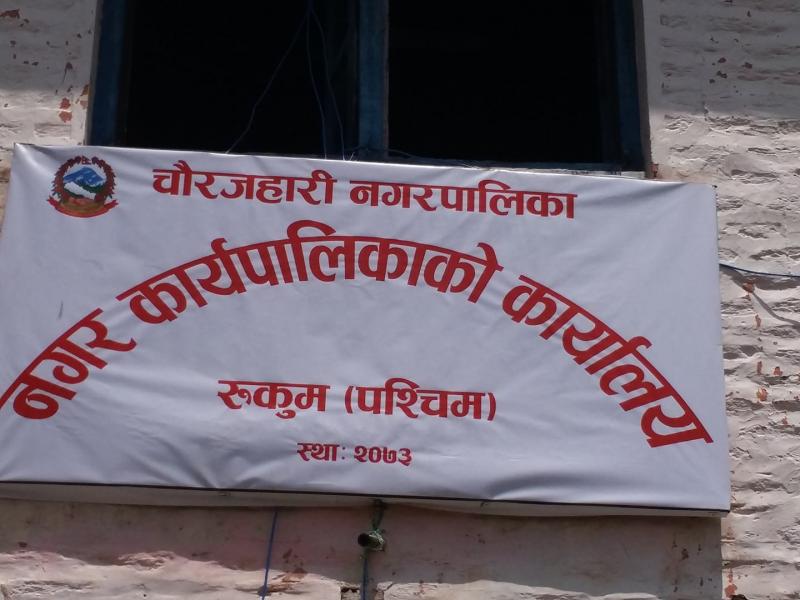 चौरजहारी नगरपालिका
नगर कार्यपालिकाको कार्यालय
रुकुम (पश्चिम)
स्था: २०७३